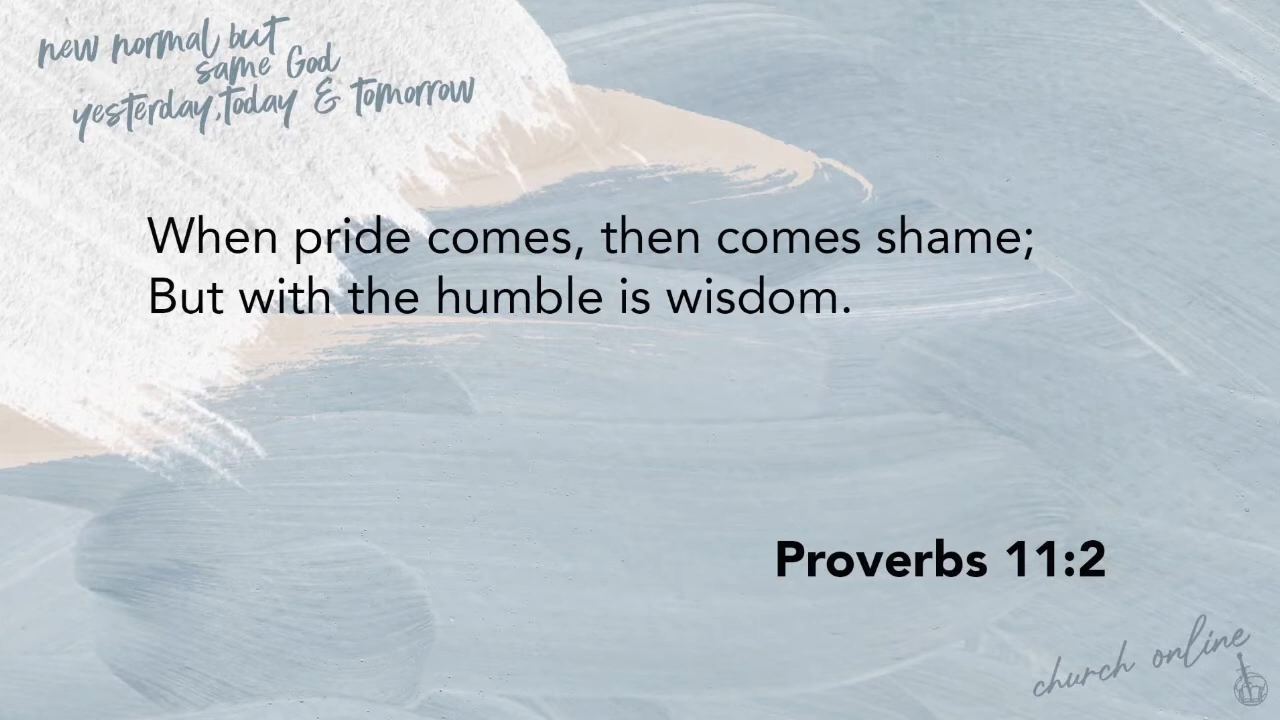 new normal but
same God
yesterday,today & tomorrow
When pride comes, then comes shame;
But with the humble is wisdom.
Proverbs 11:2
church online